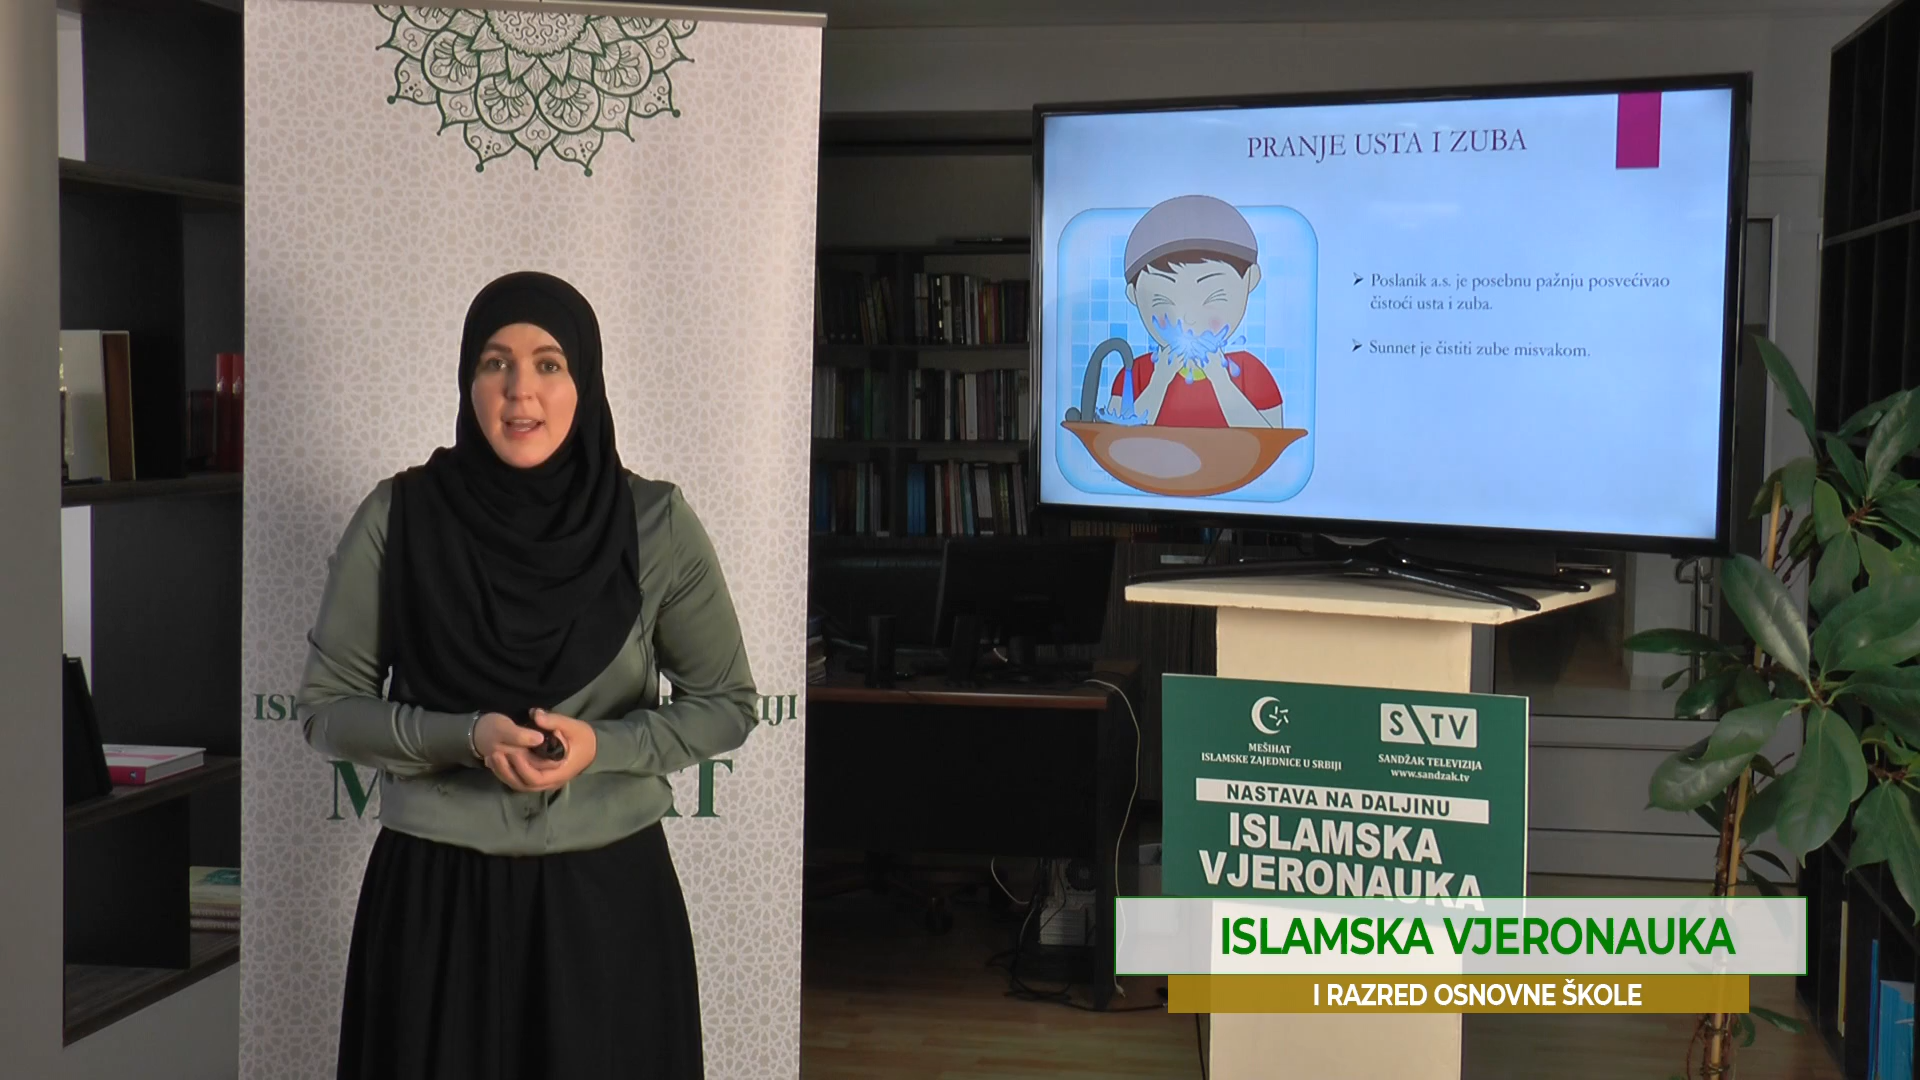 PRANJE USTA I ZUBA
Poslanik a.s. je posebnu pažnju posvećivao
čistoći usta i zuba.
Sunnet je čistiti zube misvakom.
MEŠIHAT
ISLAMSKE ZAJEDNICE U SRBIJI
S TV
SANDŽAK TELEVIZIJA
www.sandzak.tv
NASTAVA NA DALJINU
ISLAMSKA
VJERONAUKA
ISLAMSKA VJERONAUKA
I RAZRED OSNOVNE ŠKOLE